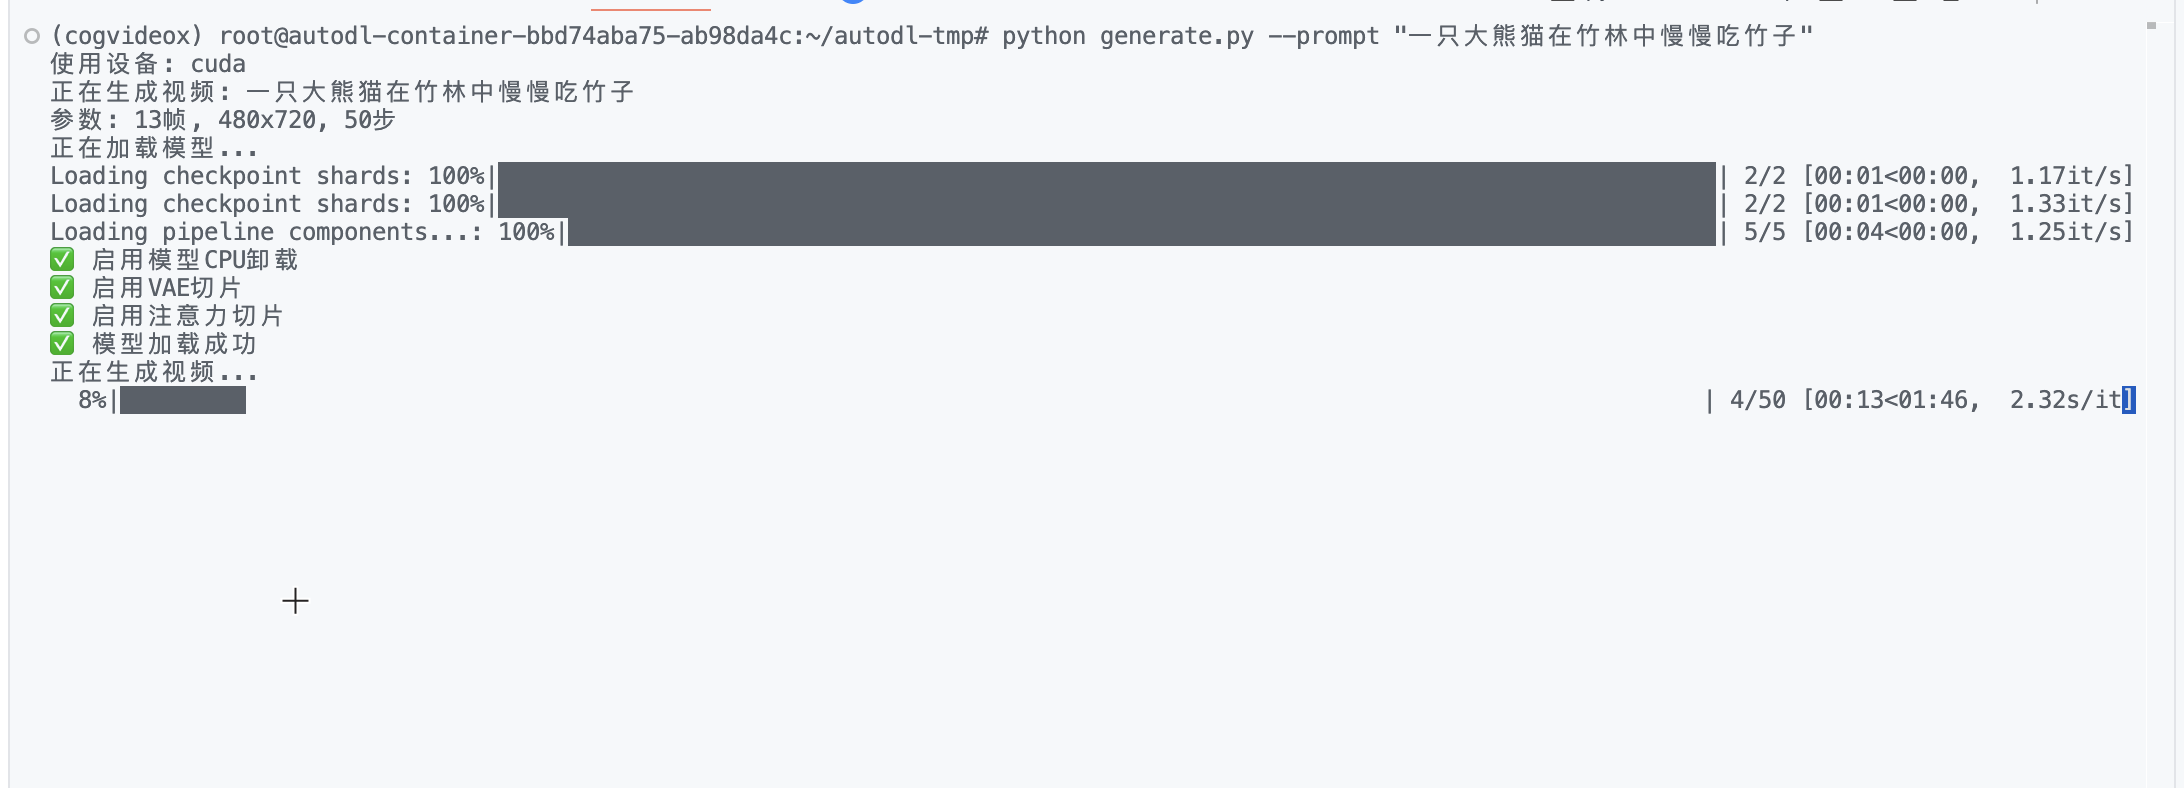 (cogvideox) root@autodl-container-bbd74aba75-ab98da4c:~/autodl-tmp# python generate.py --prompt "一只大熊猫在竹林中慢慢吃竹子"
使用设备: cuda
正在生成视频: 一只大熊猫在竹林中慢慢吃竹子
参数: 13帧, 480x720, 50步
正在加载模型...
Loading checkpoint shards: 100%| | 2/2 [00:01<00:00,  1.17it/s]
Loading checkpoint shards: 100%| | 2/2 [00:01<00:00,  1.33it/s]
Loading pipeline components...: 100%| | 5/5 [00:04<00:00,  1.25it/s]
✅ 启用模型CPU卸载
✅ 启用VAE切片
✅ 启用注意力切片
✅ 模型加载成功
正在生成视频...
8%| | 4/50 [00:13<01:46,  2.32s/it]